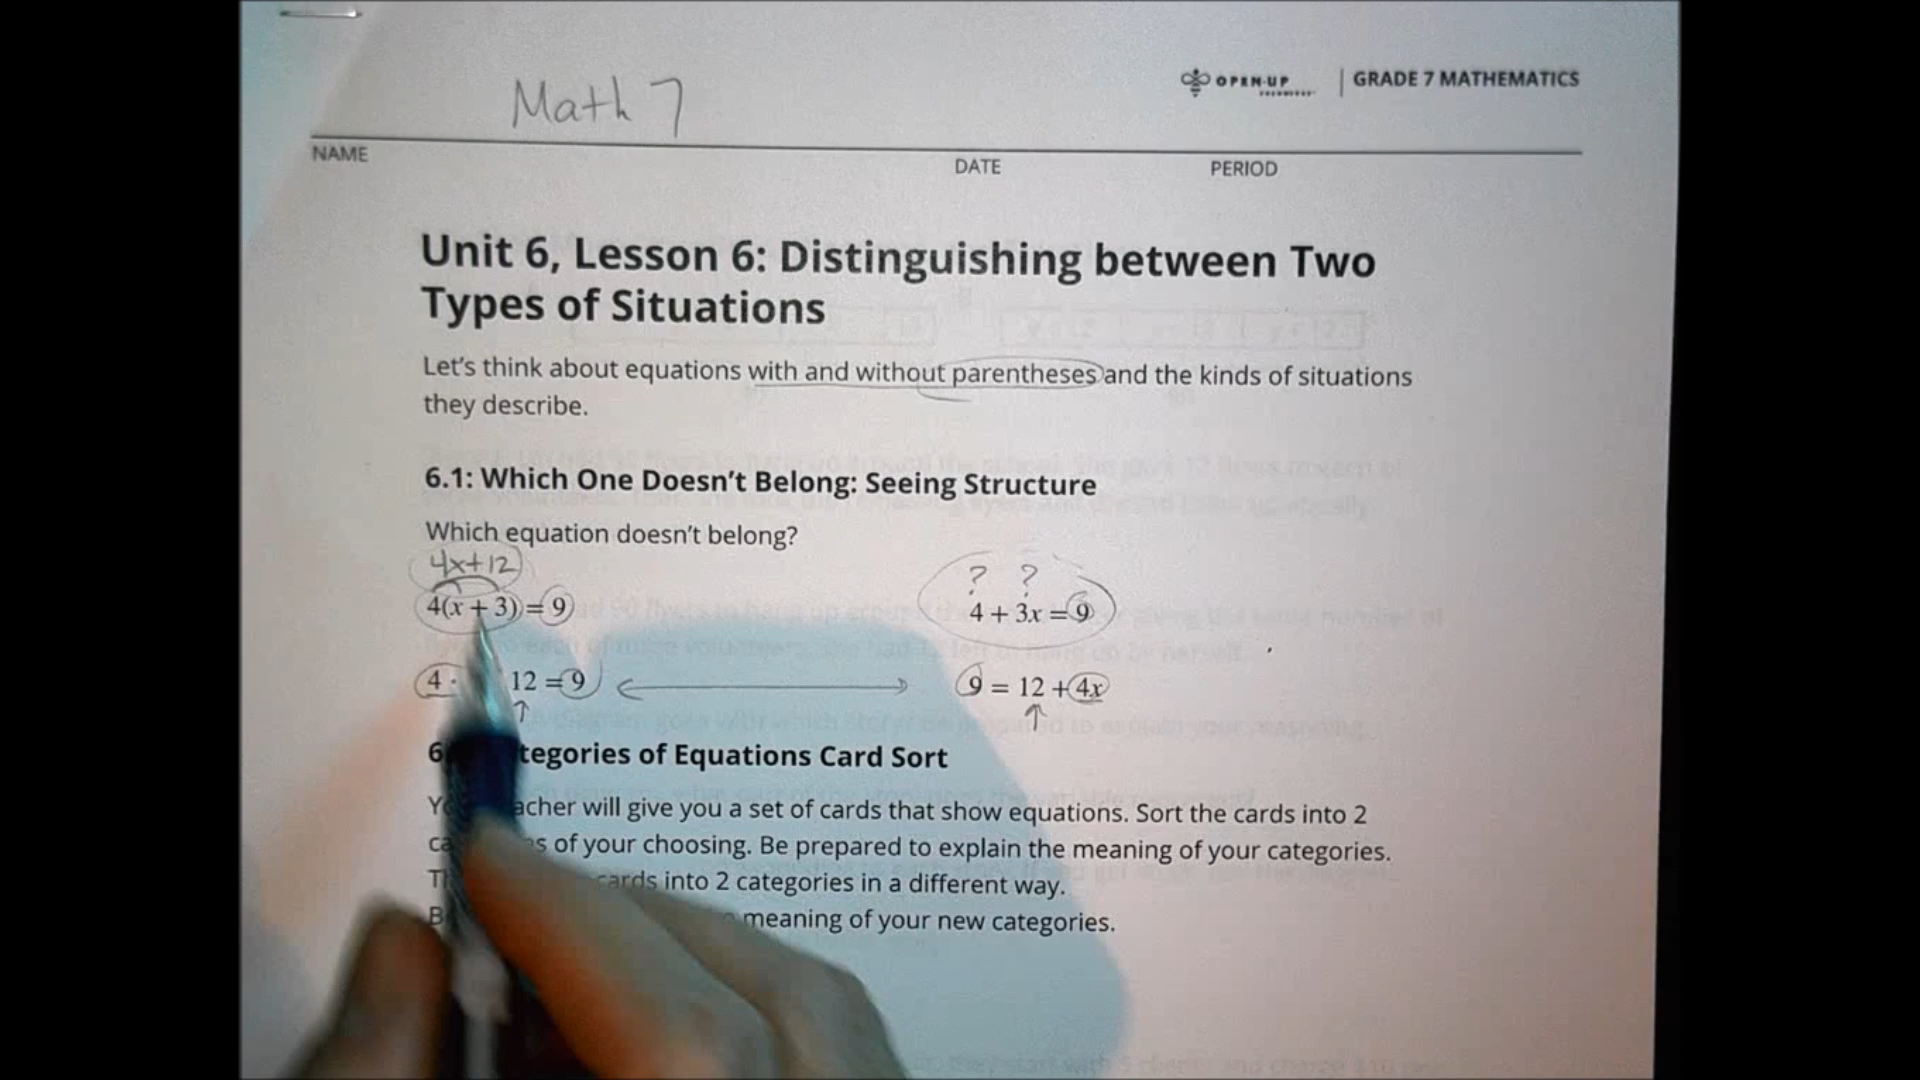 Math 7
OPEN-UP | GRADE 7 MATHEMATICS
NAME DATE PERIOD
Unit 6, Lesson 6: Distinguishing between Two
Types of Situations
Let's think about equations with and without parentheses and the kinds of situations
they describe.
6.1: Which One Doesn't Belong: Seeing Structure
Which equation doesn't belong?
4x+12
? ?
4(x + 3) = 9 4 + 3x = 9
4 · 12 = 9 9 = 12 + 4x
tegories of Equations Card Sort
acher will give you a set of cards that show equations. Sort the cards into 2
of your choosing. Be prepared to explain the meaning of your categories.
cards into 2 categories in a different way.
meaning of your new categories.